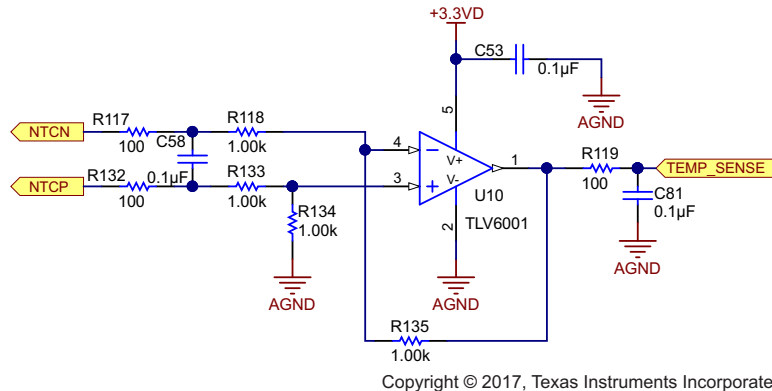 +3.3VD
C53
0.1µF
AGND
5
NTCN
R117
100
C58
0.1µF
R118
1.00k
4
V+
V-
1
R119
100
TEMP_SENSE
NTCP
R132
100
R133
1.00k
3
U10
TLV6001
2
C81
0.1µF
R134
1.00k
AGND
AGND
AGND
R135
1.00k
Copyright © 2017, Texas Instruments Incorporate